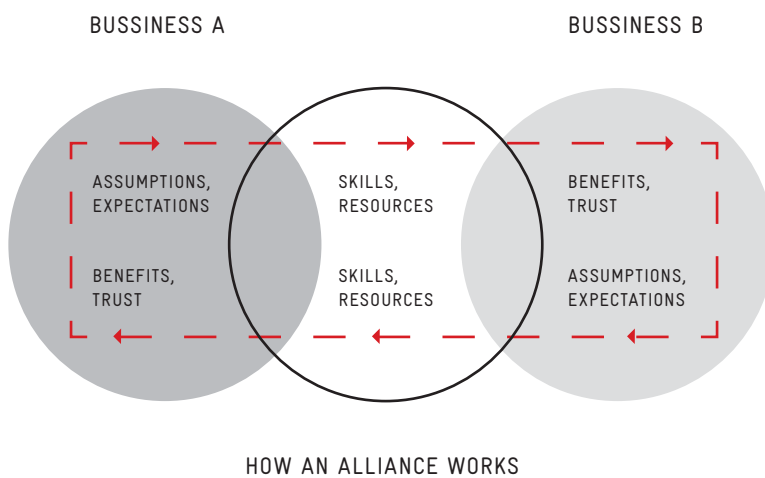 BUSSINESS A
BUSSINESS B
ASSUMPTIONS,
EXPECTATIONS
SKILLS,
RESOURCES
BENEFITS,
TRUST
BENEFITS,
TRUST
SKILLS,
RESOURCES
ASSUMPTIONS,
EXPECTATIONS
HOW AN ALLIANCE WORKS